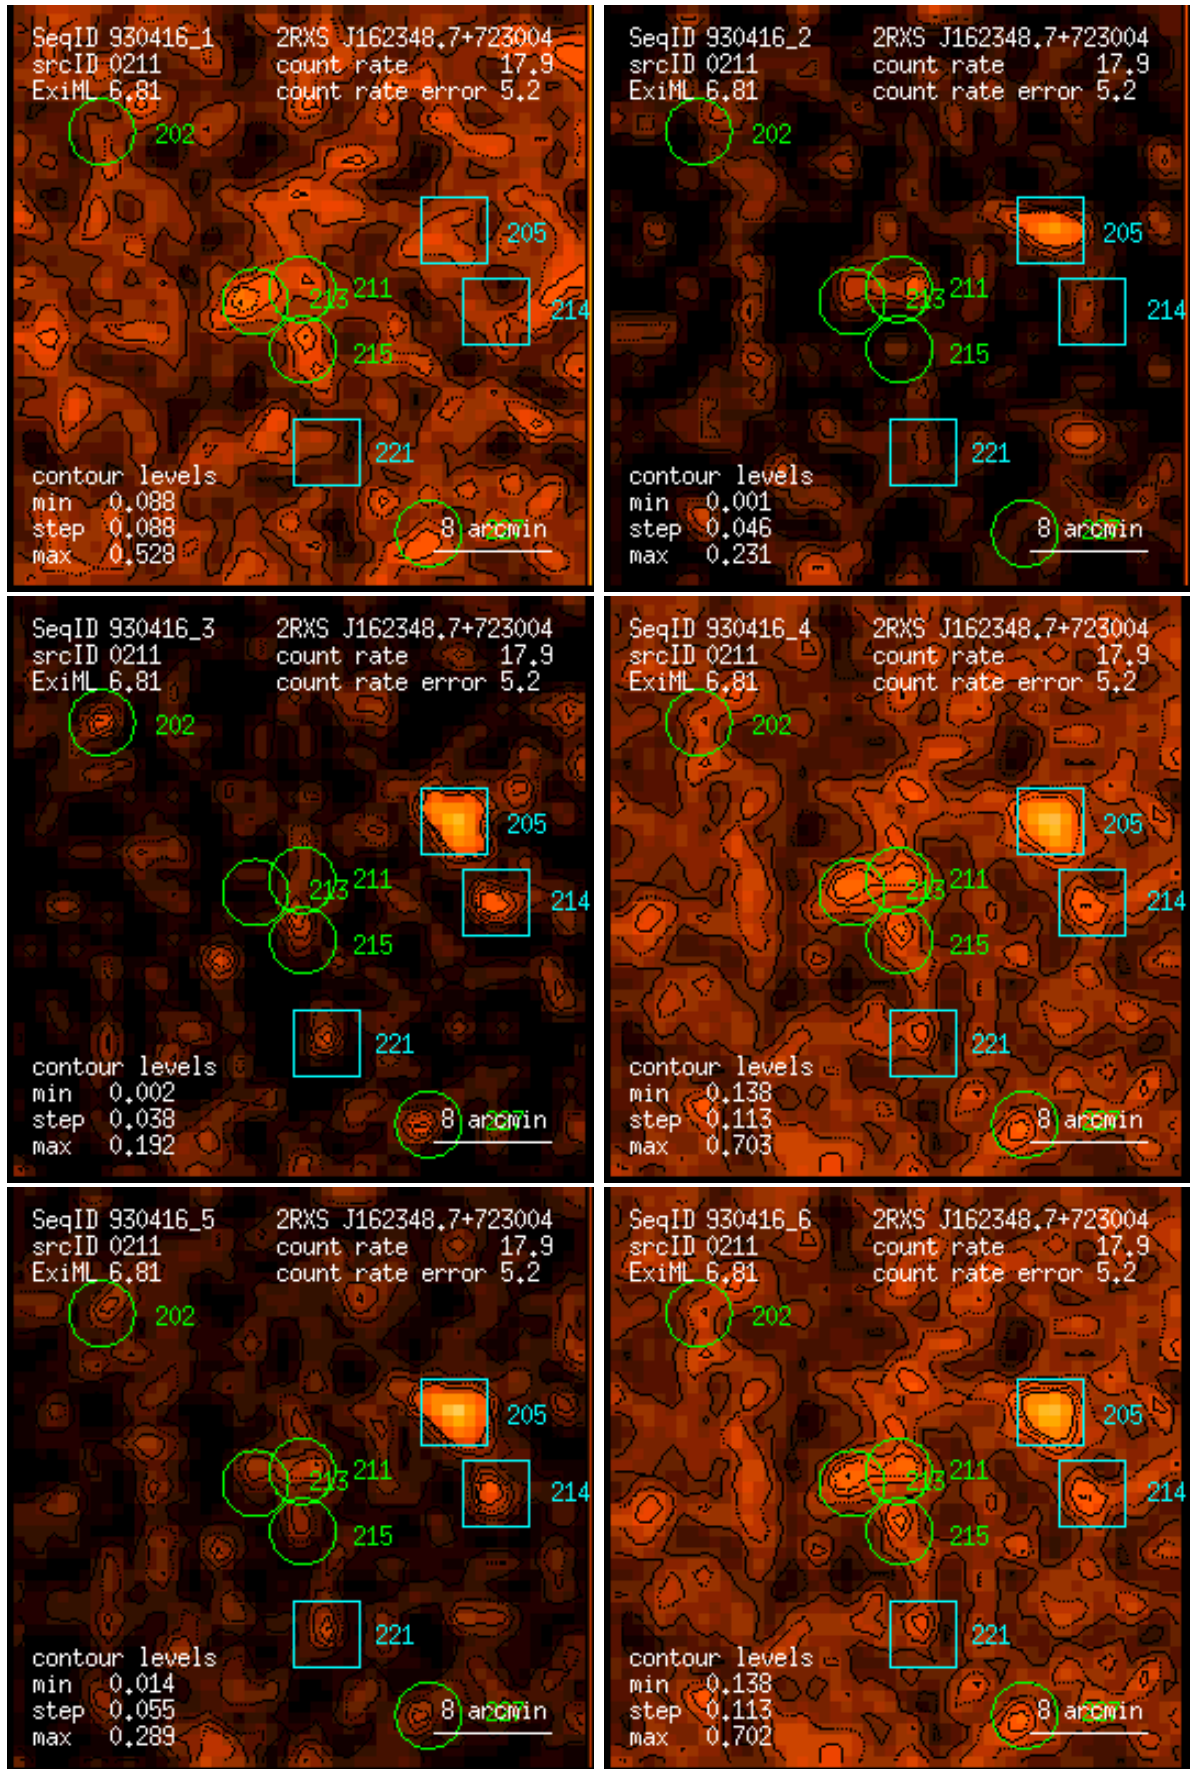 SeqID 930416_1 2RXS J162348.7+723004
srcID 0211 count rate 17.9
ExiML 6.81 count rate error 5.2
202
205
211
213
214
215
221
contour levels
min 0.088
step 0.088
max 0.528
8 arcmin
SeqID 930416_2 2RXS J162348.7+723004
srcID 0211 count rate 17.9
ExiML 6.81 count rate error 5.2
202
205
211
213
214
215
221
contour levels
min 0.001
step 0.046
max 0.231
8 arcmin
SeqID 930416_3 2RXS J162348.7+723004
srcID 0211 count rate 17.9
ExiML 6.81 count rate error 5.2
202
205
211
213
214
215
221
contour levels
min 0.002
step 0.038
max 0.192
8 arcmin
SeqID 930416_4 2RXS J162348.7+723004
srcID 0211 count rate 17.9
ExiML 6.81 count rate error 5.2
202
205
211
213
214
215
221
contour levels
min 0.138
step 0.113
max 0.703
8 arcmin
SeqID 930416_5 2RXS J162348.7+723004
srcID 0211 count rate 17.9
ExiML 6.81 count rate error 5.2
202
205
211
213
214
215
221
contour levels
min 0.014
step 0.055
max 0.289
8 arcmin
SeqID 930416_6 2RXS J162348.7+723004
srcID 0211 count rate 17.9
ExiML 6.81 count rate error 5.2
202
205
211
213
214
215
221
contour levels
min 0.138
step 0.113
max 0.702
8 arcmin